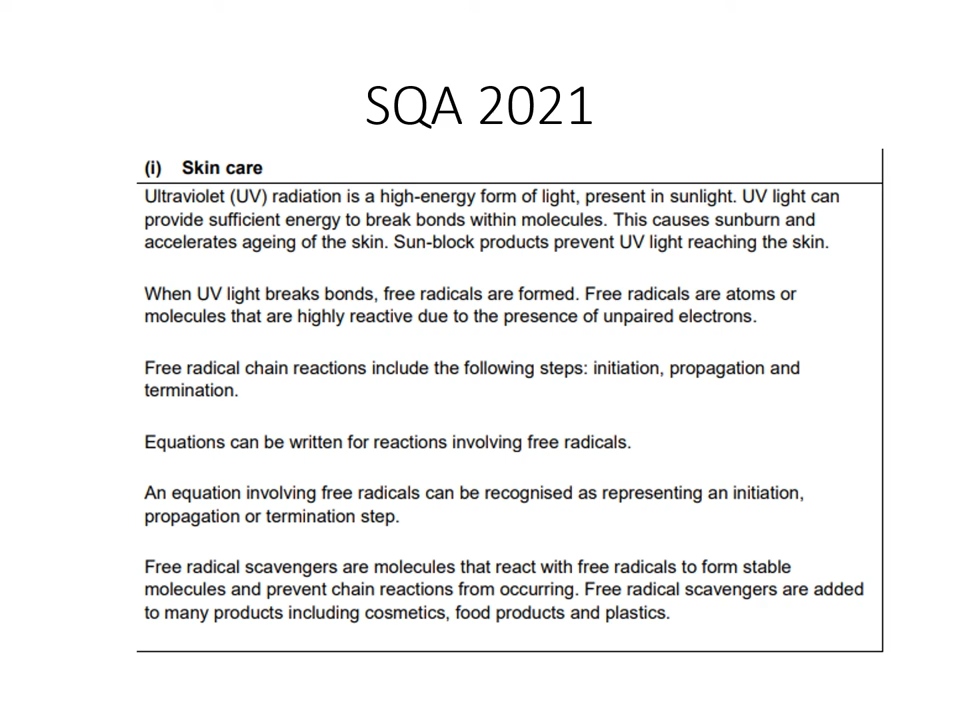 SQA 2021
(i) Skin care
Ultraviolet (UV) radiation is a high-energy form of light, present in sunlight. UV light can
provide sufficient energy to break bonds within molecules. This causes sunburn and
accelerates ageing of the skin. Sun-block products prevent UV light reaching the skin.
When UV light breaks bonds, free radicals are formed. Free radicals are atoms or
molecules that are highly reactive due to the presence of unpaired electrons.
Free radical chain reactions include the following steps: initiation, propagation and
termination.
Equations can be written for reactions involving free radicals.
An equation involving free radicals can be recognised as representing an initiation,
propagation or termination step.
Free radical scavengers are molecules that react with free radicals to form stable
molecules and prevent chain reactions from occurring. Free radical scavengers are added
to many products including cosmetics, food products and plastics.